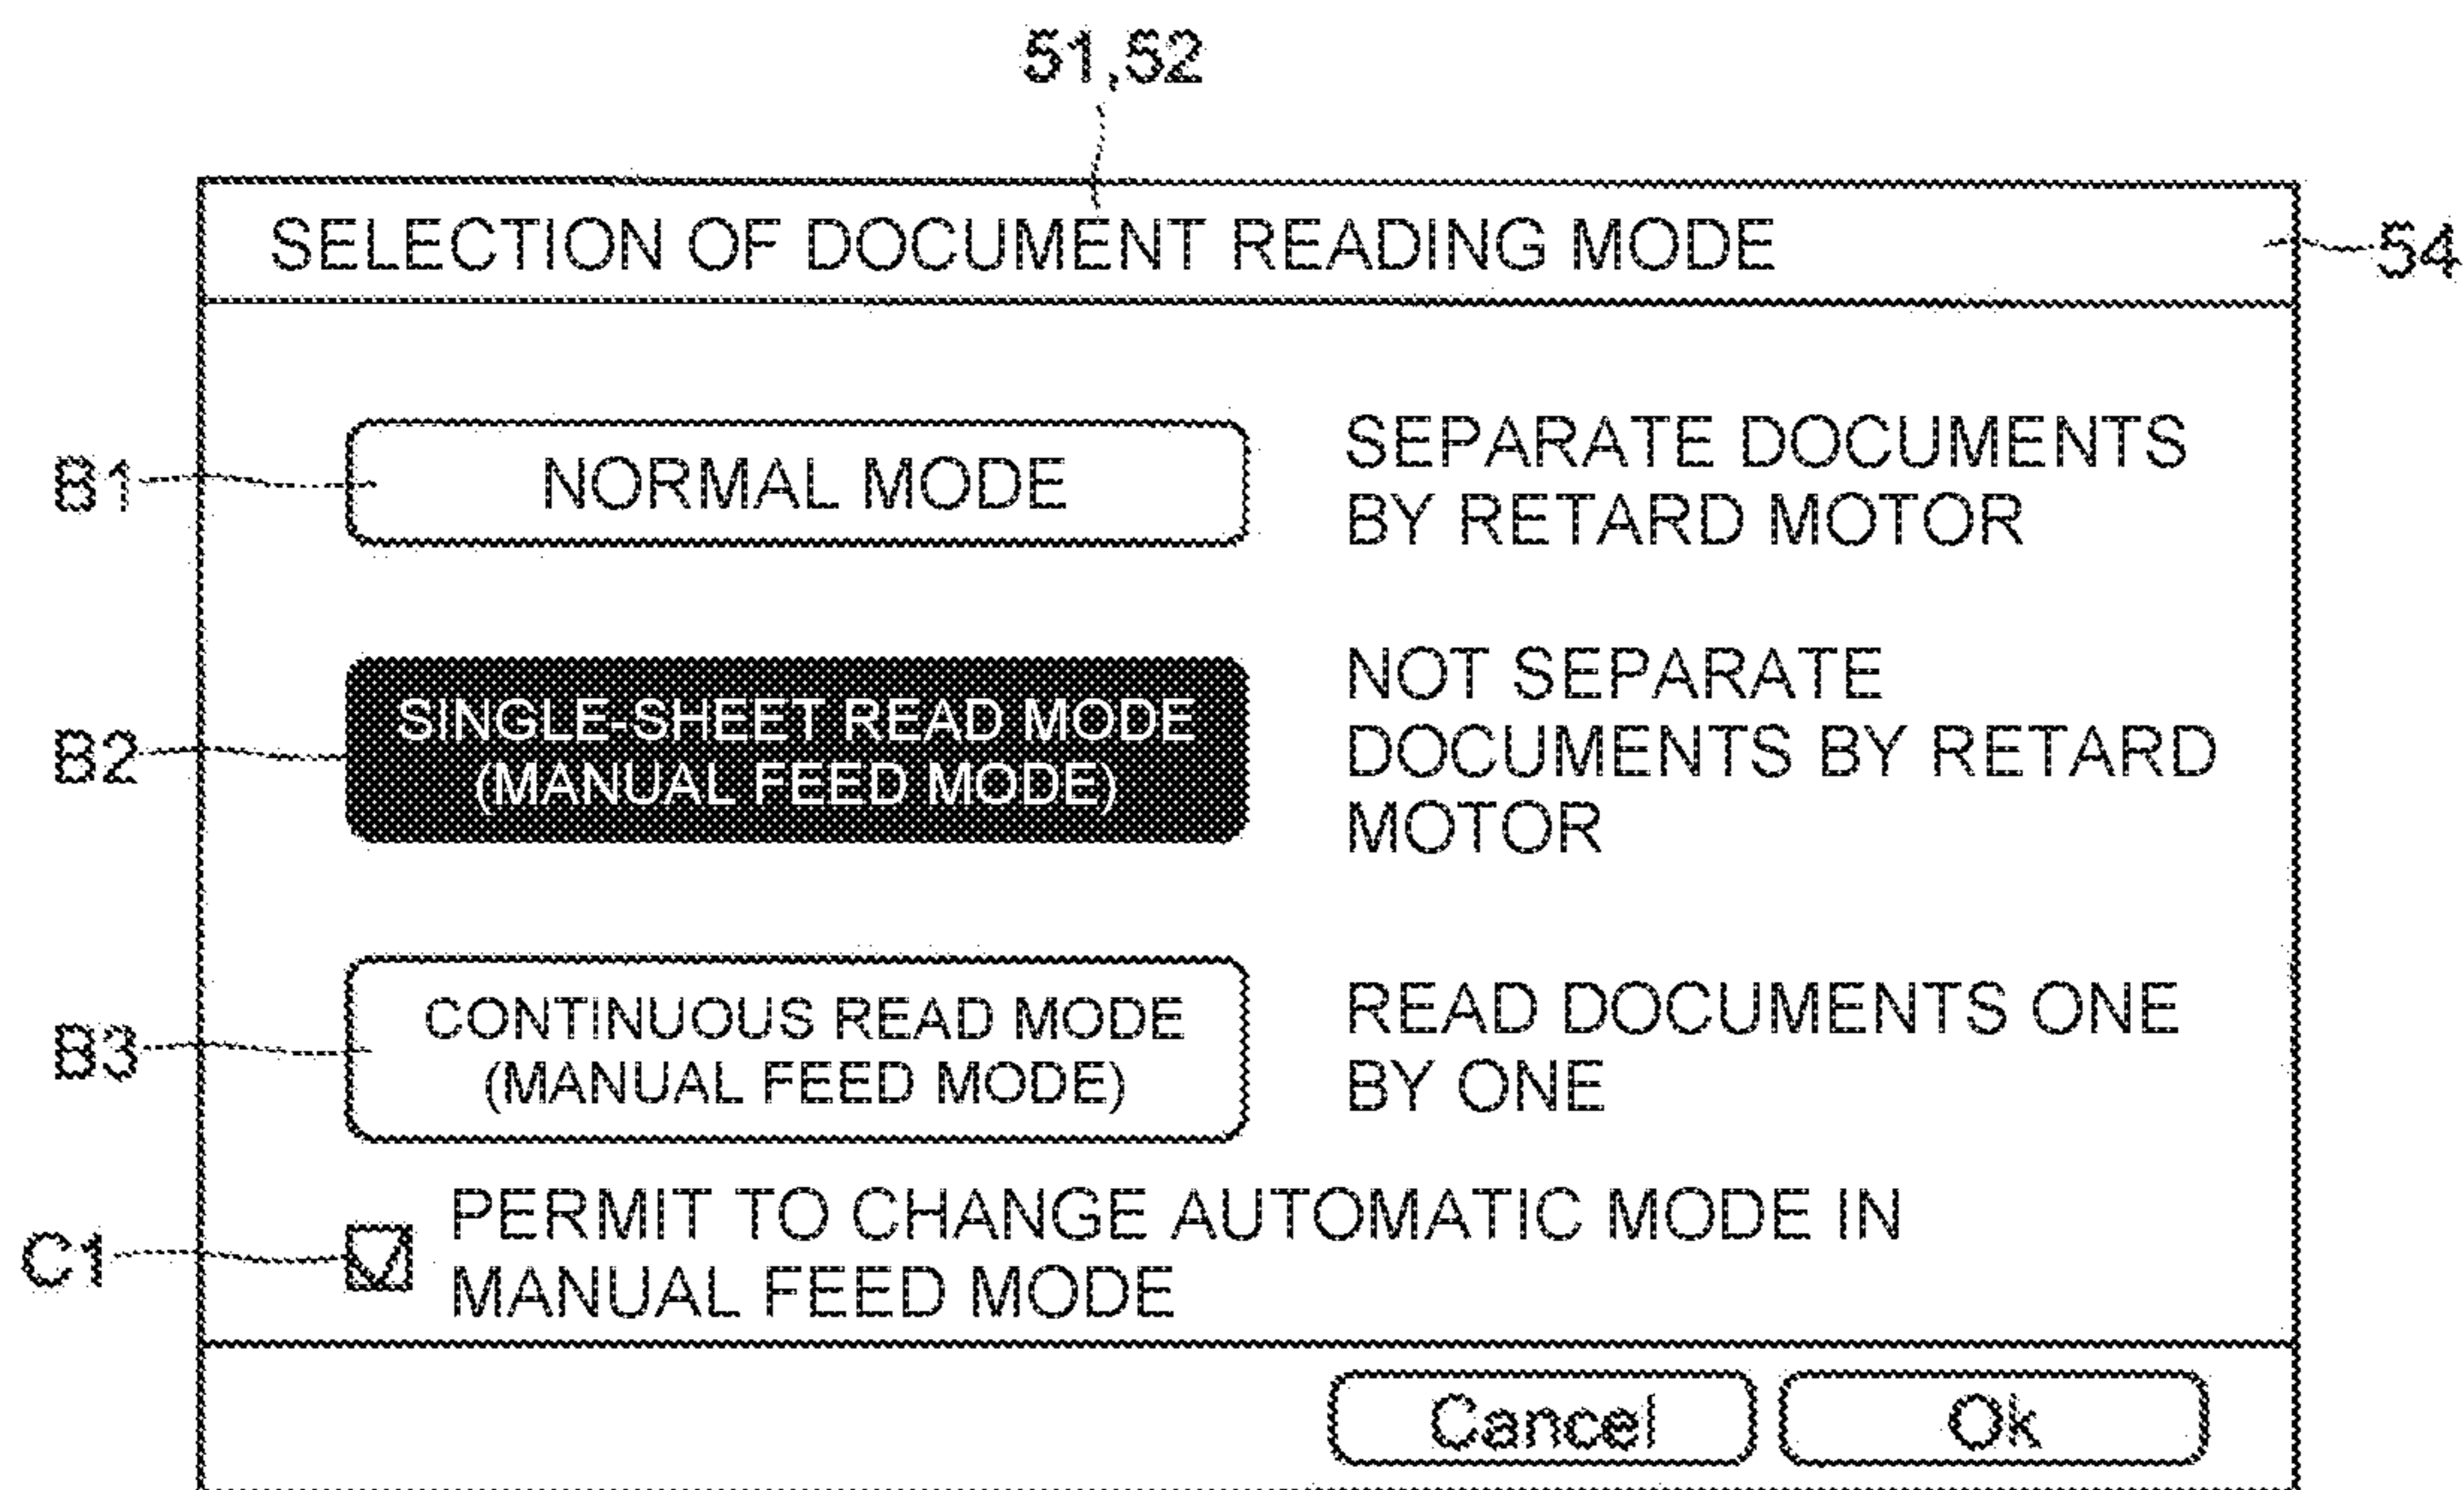 51,52
SELECTION OF DOCUMENT READING MODE
54
B1
NORMAL MODE
SEPARATE DOCUMENTS
BY RETARD MOTOR
B2
SINGLE-SHEET READ MODE
(MANUAL FEED MODE)
NOT SEPARATE
DOCUMENTS BY RETARD
MOTOR
B3
CONTINUOUS READ MODE
(MANUAL FEED MODE)
READ DOCUMENTS ONE
BY ONE
C1
PERMIT TO CHANGE AUTOMATIC MODE IN
MANUAL FEED MODE
Cancel
Ok